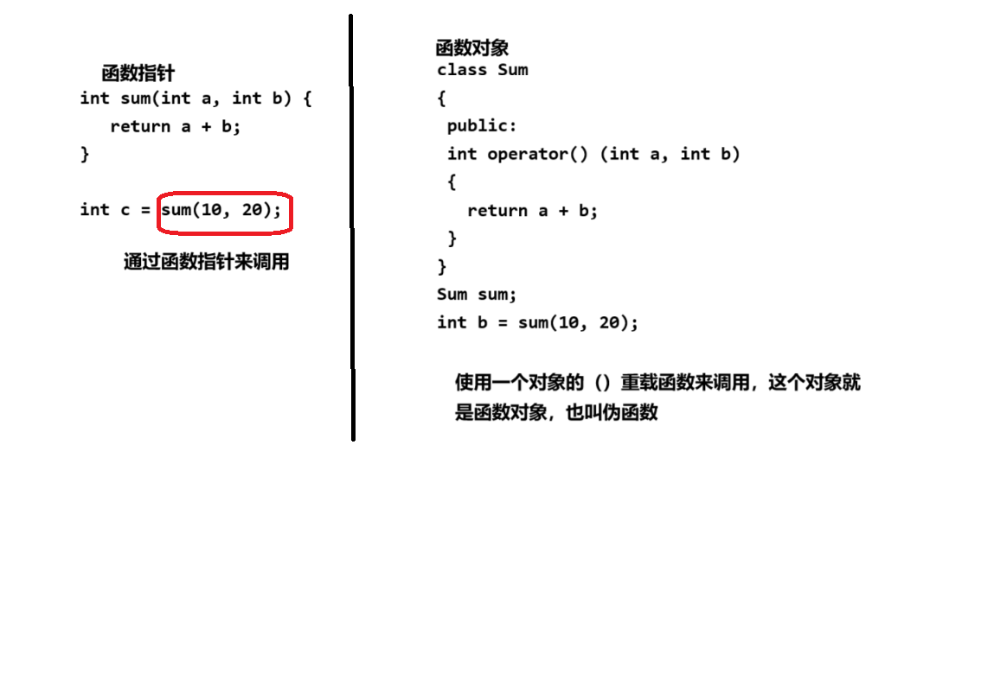 函数指针
int sum(int a, int b) {
return a + b;
}
int c = sum(10, 20);
通过函数指针来调用
函数对象
class Sum
{
public:
int operator() (int a, int b)
{
return a + b;
}
}
Sum sum;
int b = sum(10, 20);
使用一个对象的（）重载函数来调用，这个对象就
是函数对象，也叫伪函数